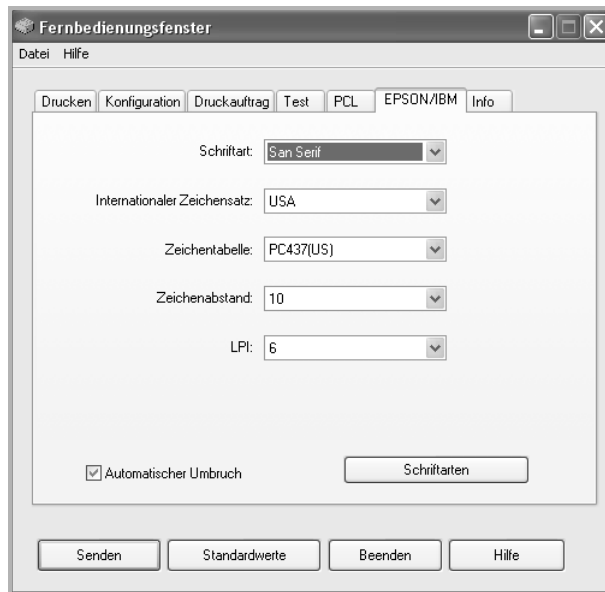 Fernbedienungsfenster
Datei Hilfe
Drucken Konfiguration Druckauftrag Test PCL EPSON/IBM Info
Schriftart: San Serif
Internationaler Zeichensatz: USA
Zeichentabelle: PC437(US)
Zeichenabstand: 10
LPI: 6
Automatischer Umbruch Schriftarten
Senden Standardwerte Beenden Hilfe